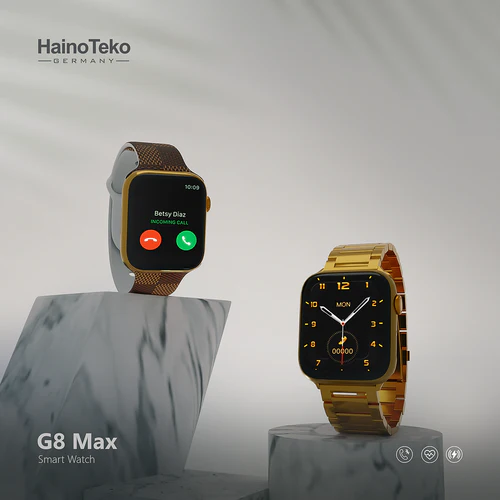 HainoTeko
GERMANY
10:09
Betsy Diaz
INCOMING CALL
11 12 1
10 MON 2
9 3
8 4
00000
7 5
6
G8 Max
Smart Watch